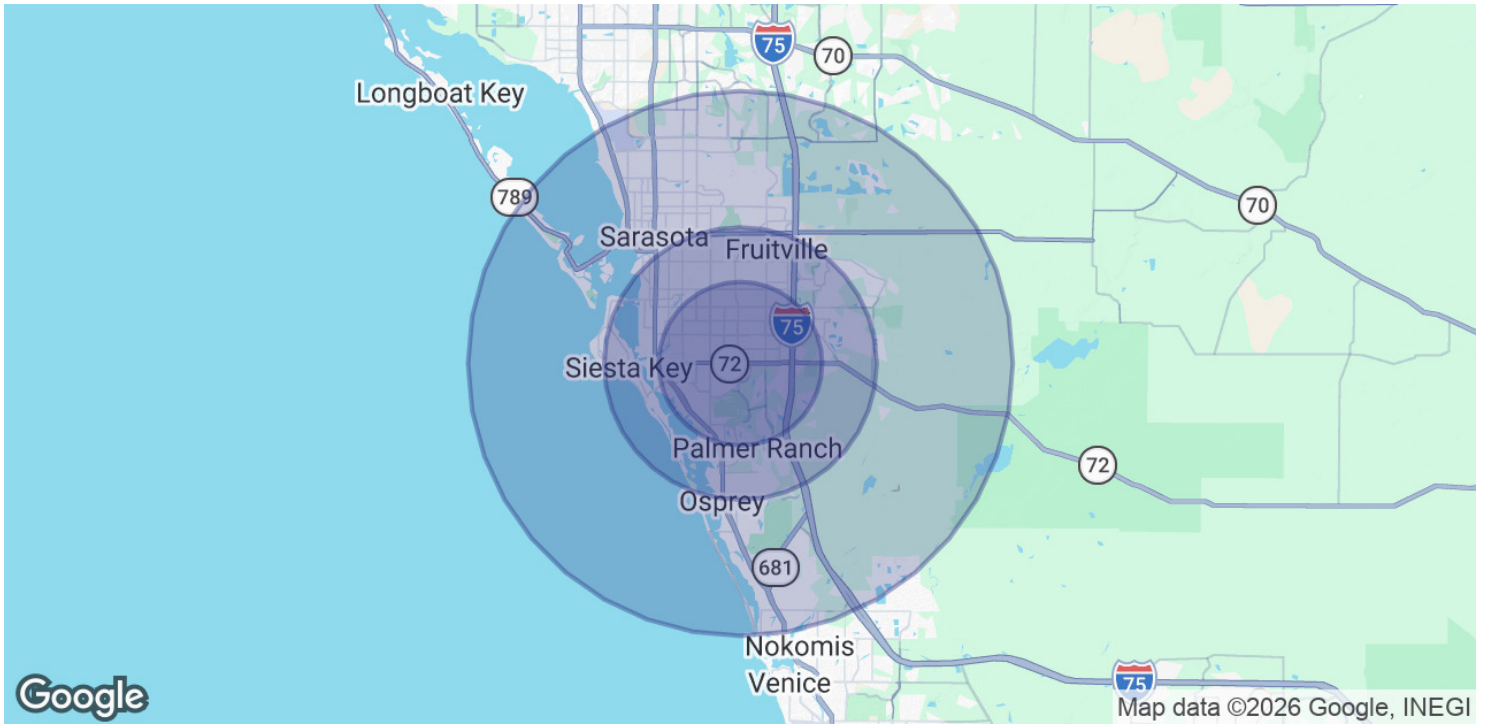 75
70
Longboat Key
789
70
Sarasota
Fruitville
75
Siesta Key
72
Palmer Ranch
72
Osprey
681
Nokomis
Venice
75
Google
Map data ©2026 Google, INEGI